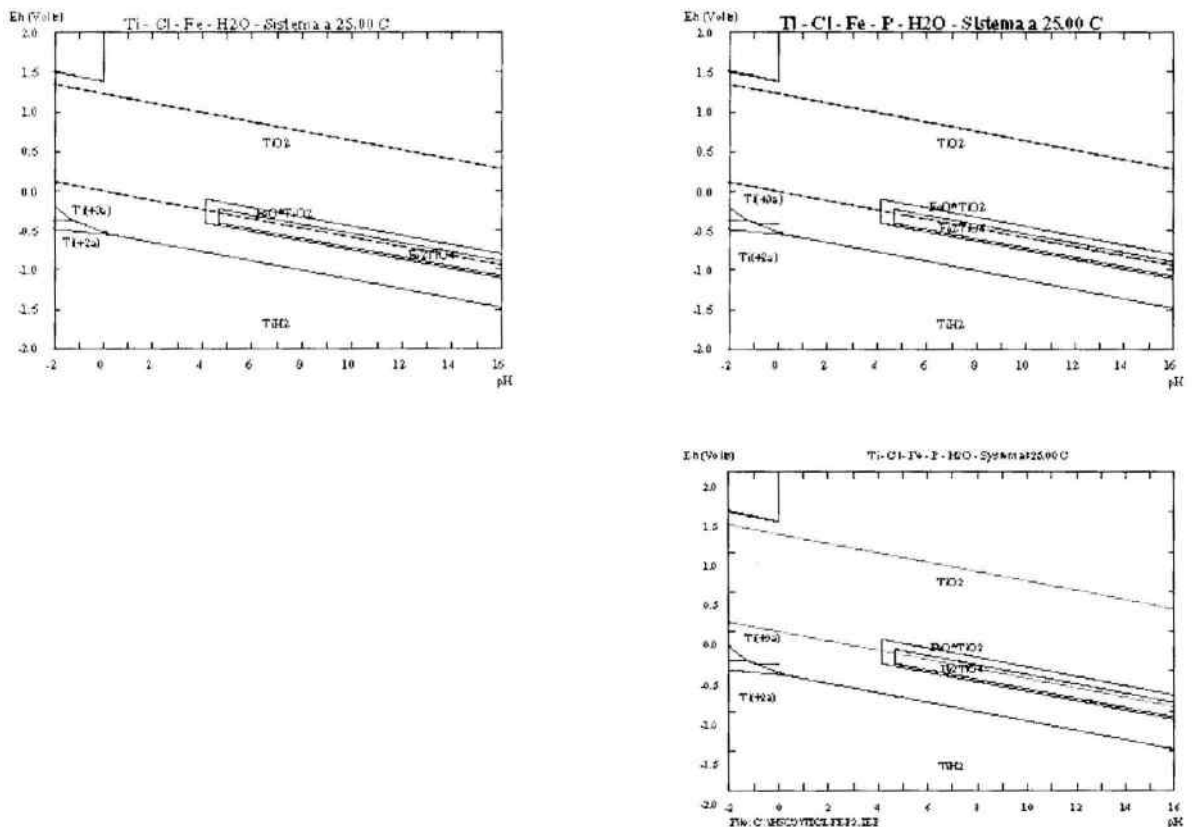 Eh (Volts)
Ti - Cl - Fe - H2O - Sistema a 25.00 C
2.0
1.5
1.0
0.5
0.0
-0.5
-1.0
-1.5
-2.0
TiO2
Ti(+3a)
FeO*TiO2
Ti(+2a)
Fe2TiO4
TiH2
-2 0 2 4 6 8 10 12 14 16
pH
Eh (Volts)
Ti - Cl - Fe - P - H2O - Sistema a 25.00 C
2.0
1.5
1.0
0.5
0.0
-0.5
-1.0
-1.5
-2.0
TiO2
Ti(+3a)
FeO*TiO2
Fe2TiO4
Ti(+2a)
TiH2
-2 0 2 4 6 8 10 12 14 16
pH
Eh (Volts)
Ti - Cl - Fe - P - H2O - System at 25.00 C
2.0
1.5
1.0
0.5
0.0
-0.5
-1.0
-1.5
-2.0
TiO2
Ti(+3a)
FeO*TiO2
Fe2TiO4
Ti(+2a)
TiH2
-2 0 2 4 6 8 10 12 14 16
pH